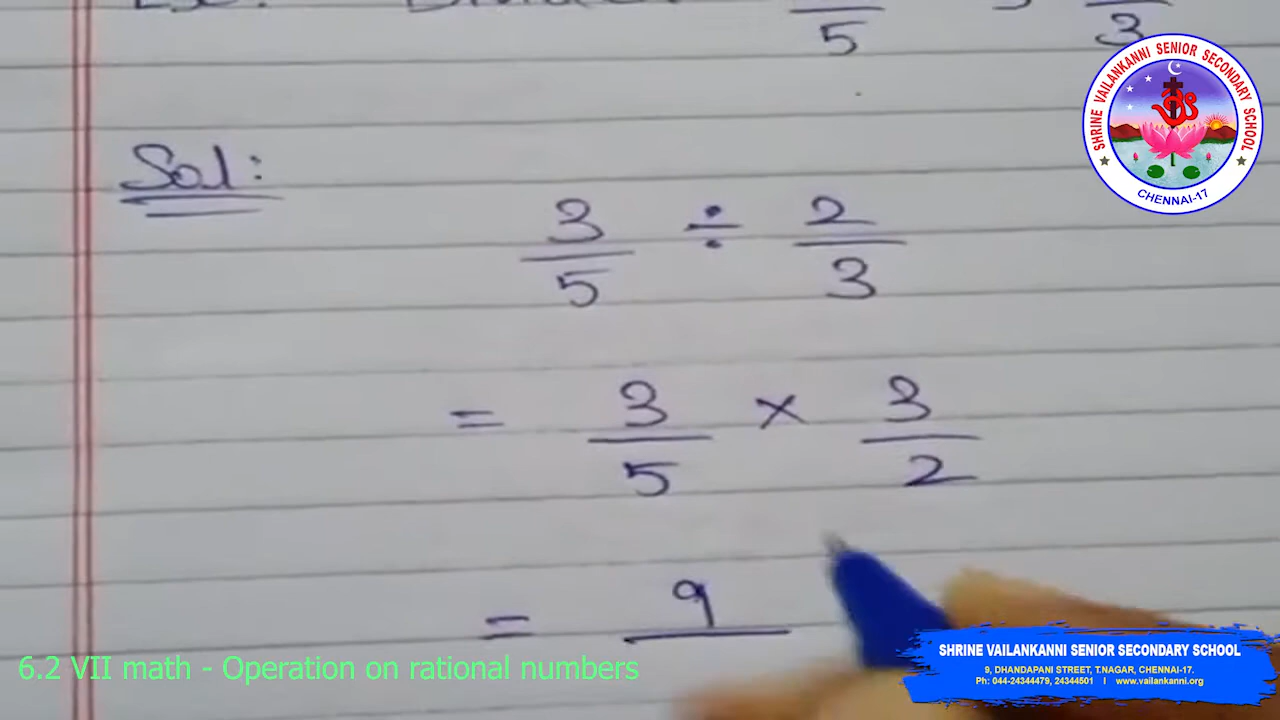 5 3
Sol:
3/5 ÷ 2/3
= 3/5 × 3/2
= 9
SHRINE VAILANKANNI SENIOR SECONDARY SCHOOL
CHENNAI-17
6.2 VII math - Operation on rational numbers
SHRINE VAILANKANNI SENIOR SECONDARY SCHOOL
9, DHANDAPANI STREET, T.NAGAR, CHENNAI-17.
Ph: 044-24344479, 24344501 I www.vailankanni.org